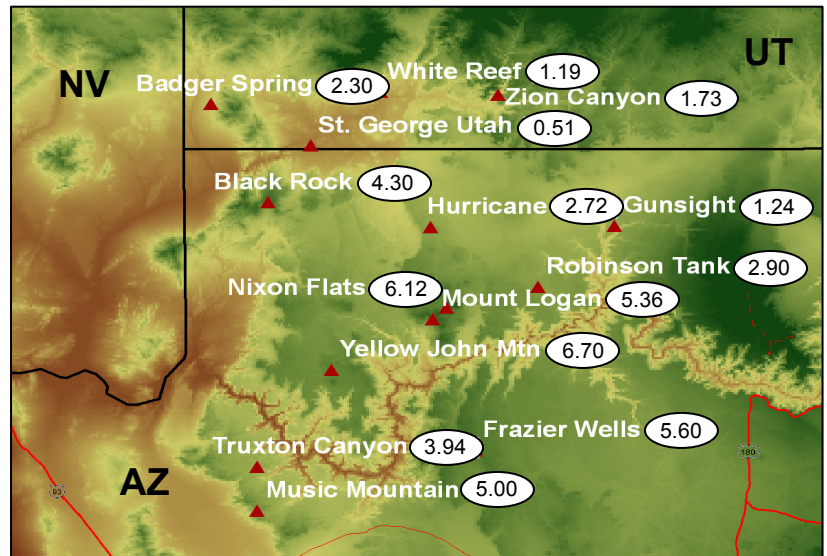 UT
NV
White Reef 1.19
Badger Spring 2.30
Zion Canyon 1.73
St. George Utah 0.51
Black Rock 4.30
Hurricane 2.72
Gunsight 1.24
Robinson Tank 2.90
Nixon Flats 6.12
Mount Logan 5.36
Yellow John Mtn 6.70
Frazier Wells 5.60
Truxton Canyon 3.94
AZ
Music Mountain 5.00
93
180